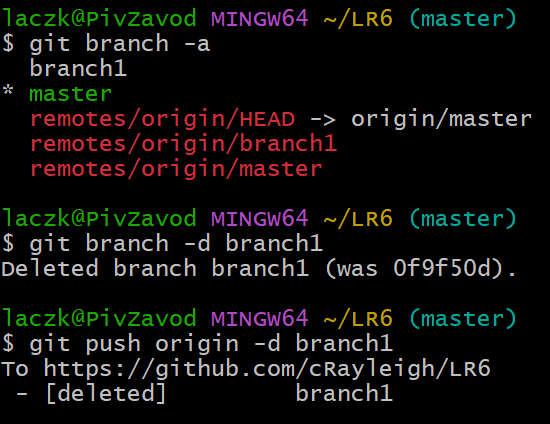 laczk@PivZavod MINGW64 ~/LR6 (master)
$ git branch -a
  branch1
* master
  remotes/origin/HEAD -> origin/master
  remotes/origin/branch1
  remotes/origin/master

laczk@PivZavod MINGW64 ~/LR6 (master)
$ git branch -d branch1
Deleted branch branch1 (was 0f9f50d).

laczk@PivZavod MINGW64 ~/LR6 (master)
$ git push origin -d branch1
To https://github.com/cRayleigh/LR6
 - [deleted]         branch1